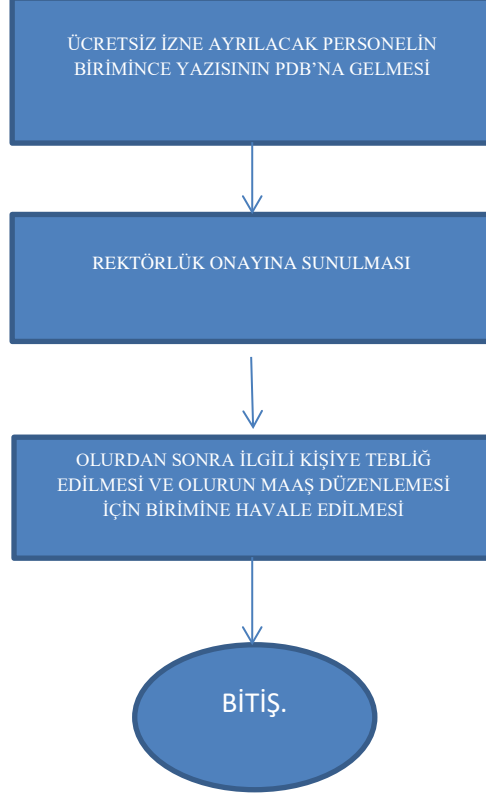 ÜCRETSİZ İZNE AYRILACAK PERSONELİN
BİRİMİNCE YAZISININ PDB’NA GELMESİ
REKTÖRLÜK ONAYINA SUNULMASI
OLURDAN SONRA İLGİLİ KİŞİYE TEBLİĞ
EDİLMESİ VE OLURUN MAAŞ DÜZENLEMESİ
İÇİN BİRİMİNE HAVALE EDİLMESİ
BİTİŞ.